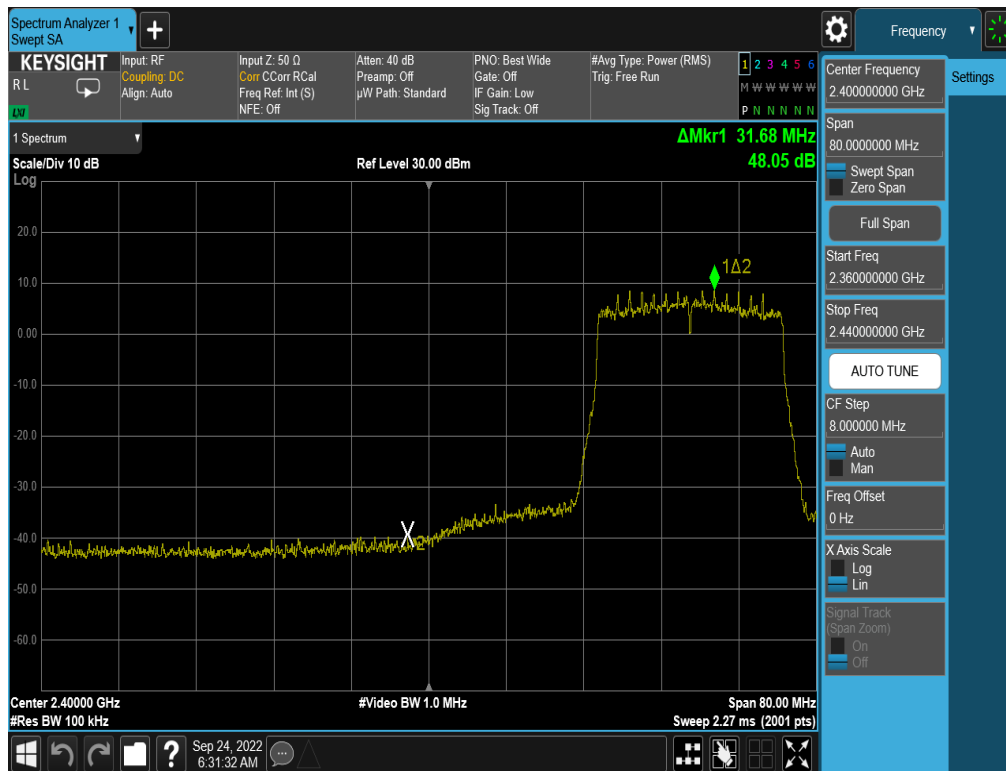 Spectrum Analyzer 1
Swept SA
Frequency
KEYSIGHT
R L
LXI
Input: RF
Coupling: DC
Align: Auto
Input Z: 50 Ω
Corr CCorr RCal
Freq Ref: Int (S)
NFE: Off
Atten: 40 dB
Preamp: Off
µW Path: Standard
PNO: Best Wide
Gate: Off
IF Gain: Low
Sig Track: Off
#Avg Type: Power (RMS)
Trig: Free Run
1 2 3 4 5 6
M W W W W W
P N N N N N
Center Frequency
2.400000000 GHz
Settings
Span
80.0000000 MHz
Swept Span
Zero Span
Full Span
Start Freq
2.360000000 GHz
Stop Freq
2.440000000 GHz
AUTO TUNE
CF Step
8.000000 MHz
Auto
Man
Freq Offset
0 Hz
X Axis Scale
Log
Lin
Signal Track
(Span Zoom)
On
Off
1 Spectrum
ΔMkr1 31.68 MHz
48.05 dB
Scale/Div 10 dB
Ref Level 30.00 dBm
Log
20.0
10.0
0.00
-10.0
-20.0
-30.0
-40.0
-50.0
-60.0
1Δ2
2
Center 2.40000 GHz
#Video BW 1.0 MHz
Span 80.00 MHz
#Res BW 100 kHz
Sweep 2.27 ms (2001 pts)
?
Sep 24, 2022
6:31:32 AM